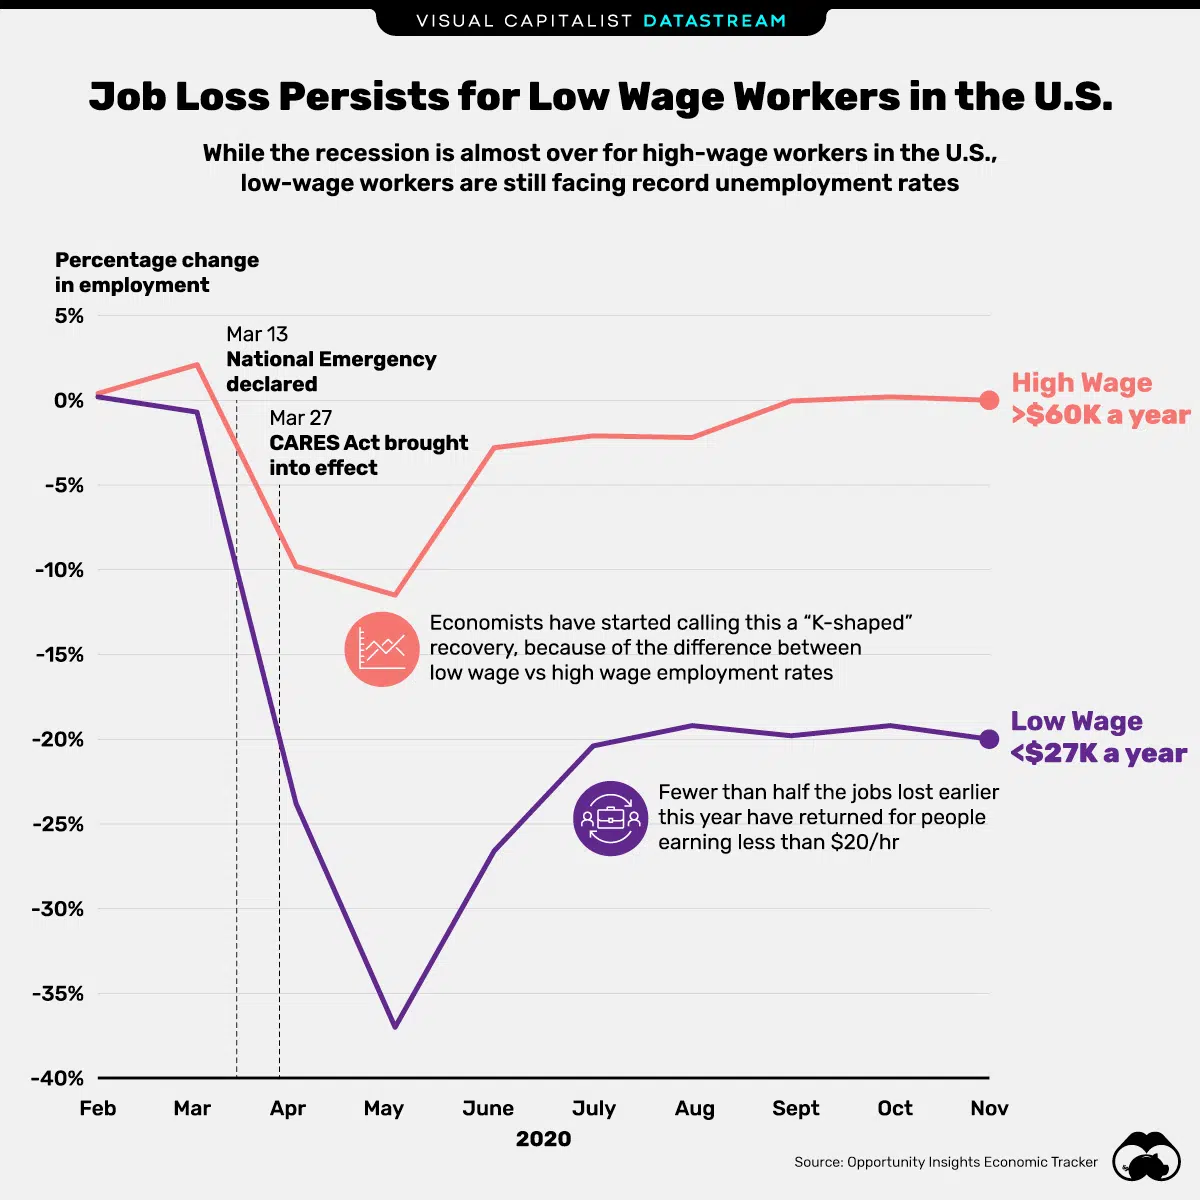 VISUAL CAPITALIST DATASTREAM
Job Loss Persists for Low Wage Workers in the U.S.
While the recession is almost over for high-wage workers in the U.S.,
low-wage workers are still facing record unemployment rates
Percentage change
in employment
5%
0%
-5%
-10%
-15%
-20%
-25%
-30%
-35%
-40%
Mar 13
National Emergency
declared
Mar 27
CARES Act brought
into effect
High Wage
>$60K a year
Economists have started calling this a “K-shaped”
recovery, because of the difference between
low wage vs high wage employment rates
Low Wage
<$27K a year
Fewer than half the jobs lost earlier
this year have returned for people
earning less than $20/hr
Feb Mar Apr May June July Aug Sept Oct Nov
2020
Source: Opportunity Insights Economic Tracker